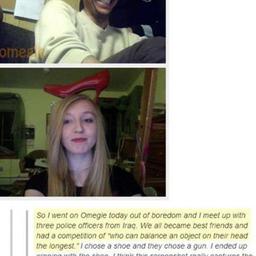 omegle
So I went on Omegle today out of boredom and I meet up with
three police officers from Iraq. We all became best friends and
had a competition of "who can balance an object on their head
the longest." I chose a shoe and they chose a gun. I ended up
winning with the shoe. I think this screenshot really captures the